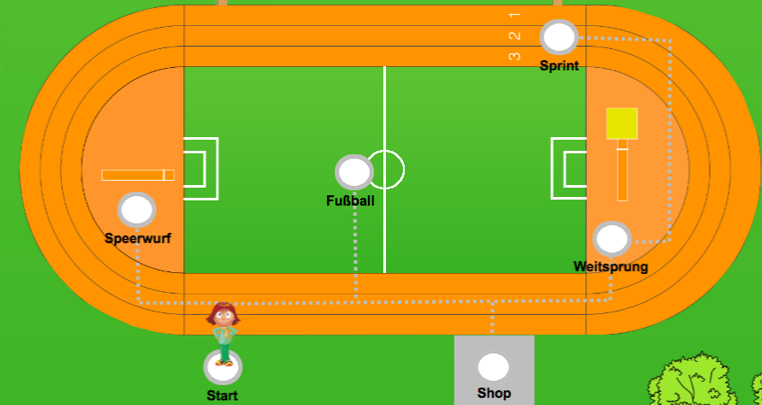 1
2
3
Sprint
Fußball
Speerwurf
Weitsprung
Start
Shop